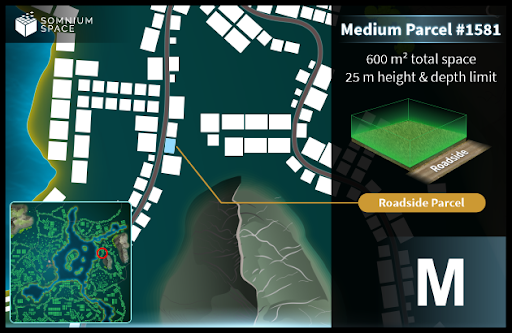 SOMNIUM
SPACE
Medium Parcel #1581
600 m² total space
25 m height & depth limit
Roadside
Roadside Parcel
M